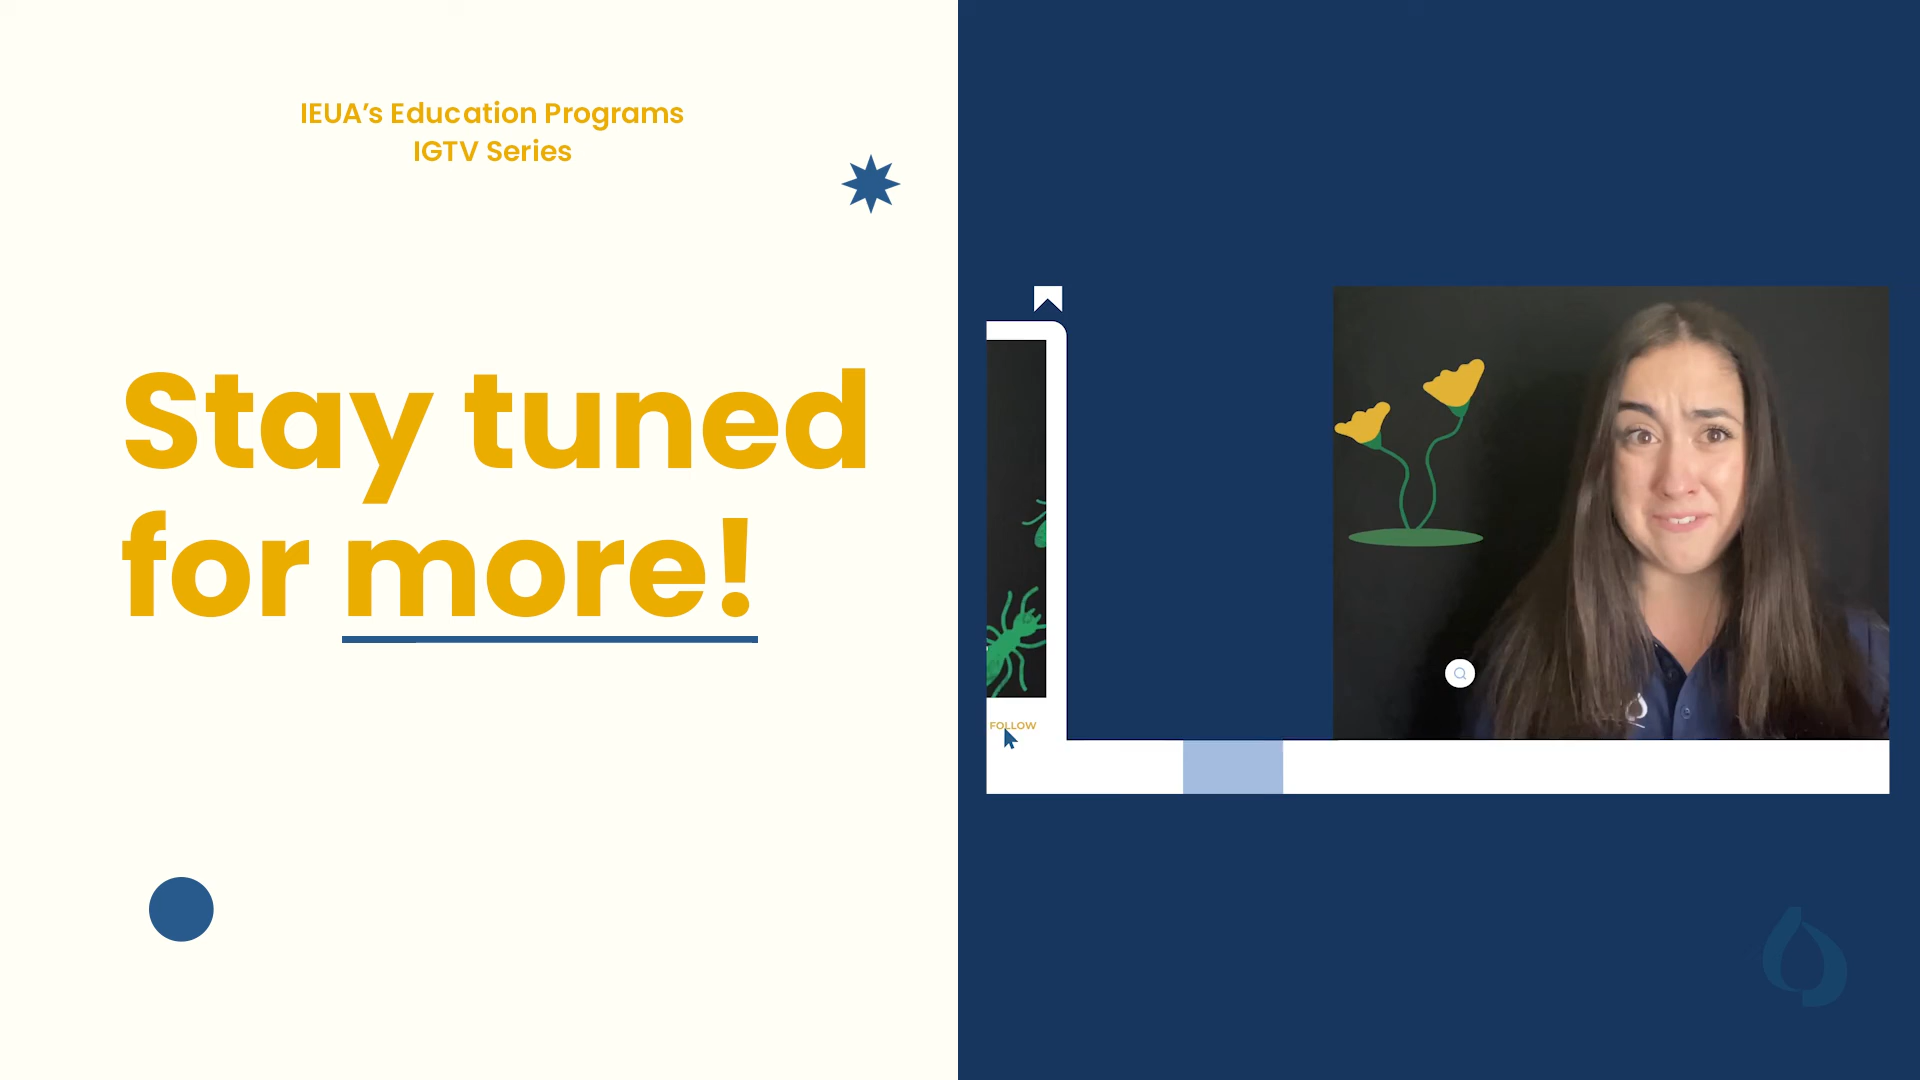 IEUA’s Education Programs
IGTV Series
Stay tuned
for more!
FOLLOW